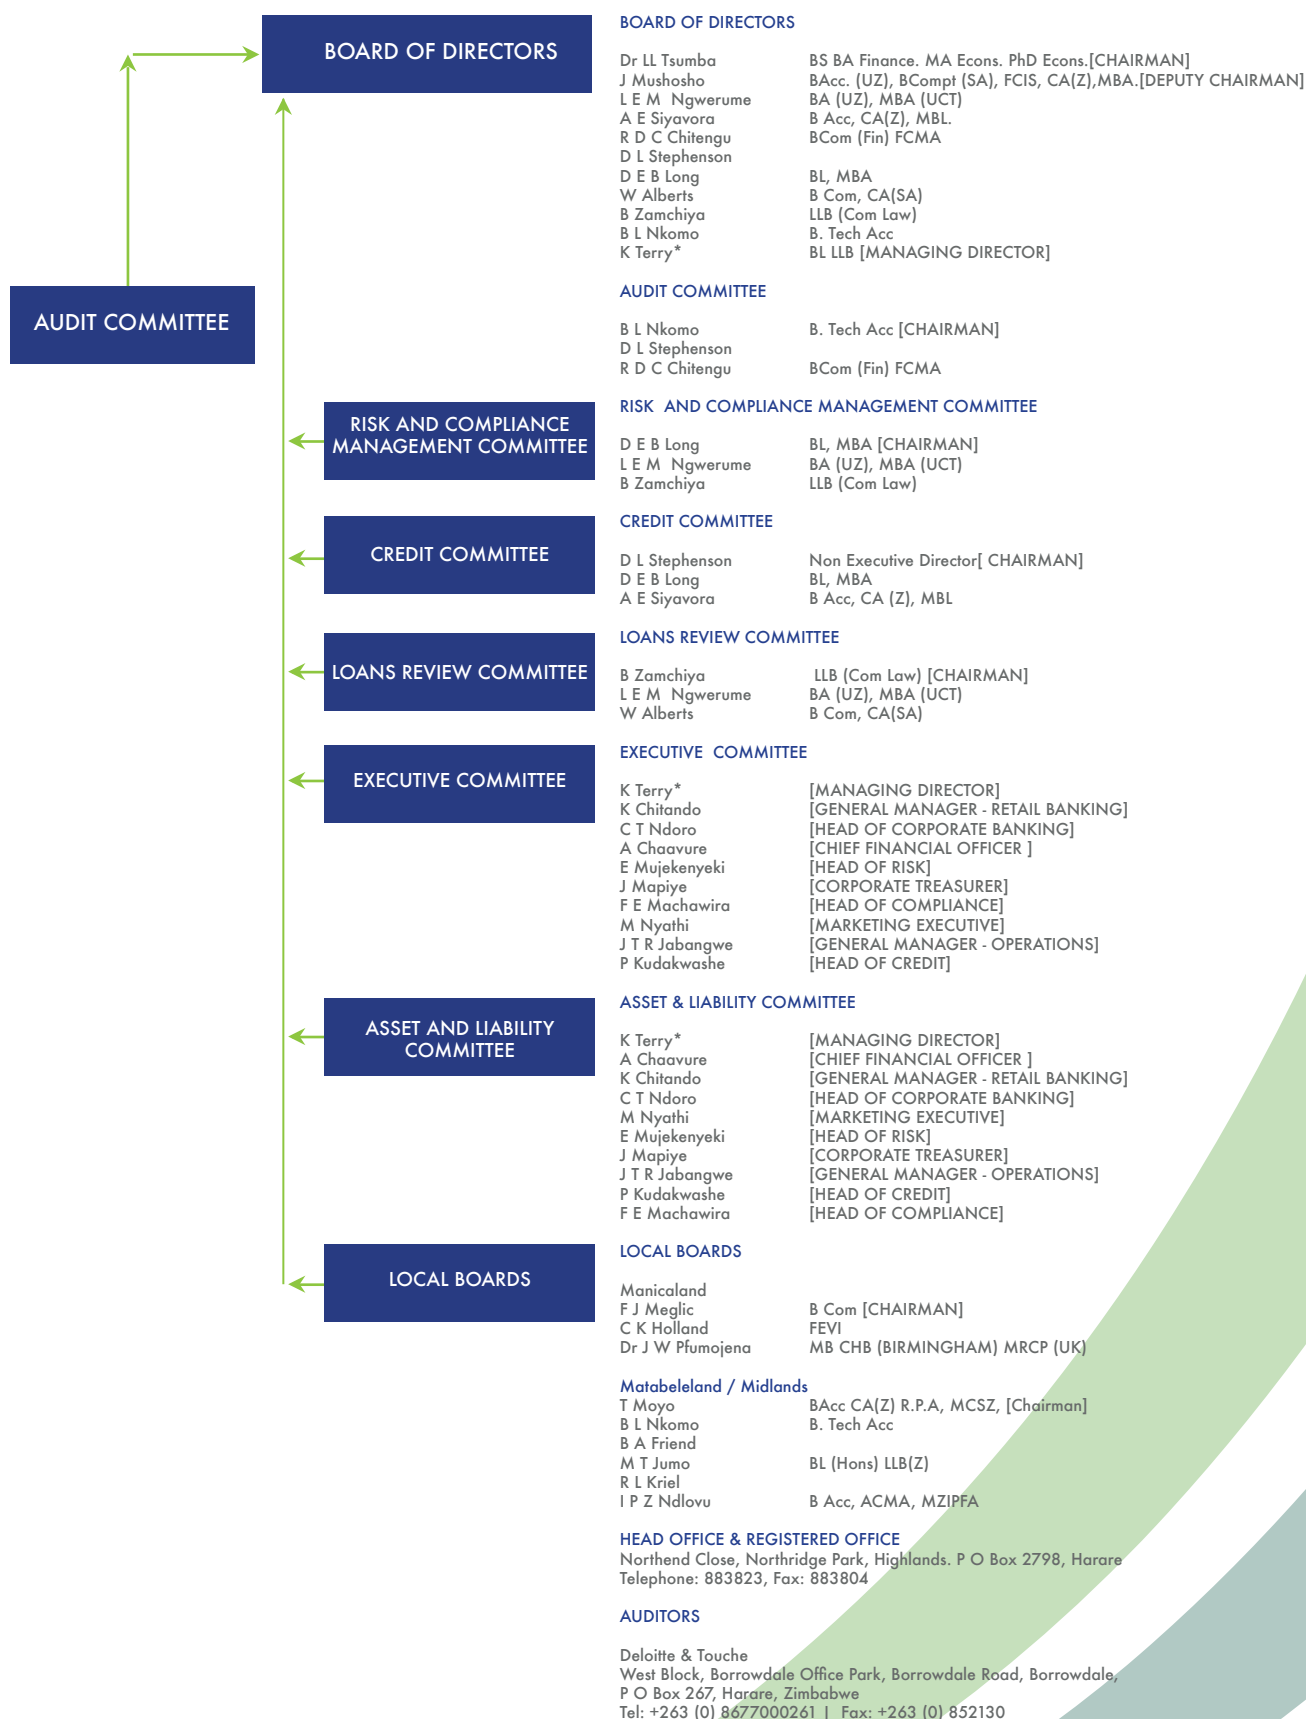 BOARD OF DIRECTORS
AUDIT COMMITTEE
RISK AND COMPLIANCE
MANAGEMENT COMMITTEE
CREDIT COMMITTEE
LOANS REVIEW COMMITTEE
EXECUTIVE COMMITTEE
ASSET AND LIABILITY
COMMITTEE
LOCAL BOARDS
BOARD OF DIRECTORS
Dr LL Tsumba BS BA Finance. MA Econs. PhD Econs.[CHAIRMAN]
J Mushosho BAcc. (UZ), BCompt (SA), FCIS, CA(Z),MBA.[DEPUTY CHAIRMAN]
L E M Ngwerume BA (UZ), MBA (UCT)
A E Siyavora B Acc, CA(Z), MBL.
R D C Chitengu BCom (Fin) FCMA
D L Stephenson
D E B Long BL, MBA
W Alberts B Com, CA(SA)
B Zamchiya LLB (Com Law)
B L Nkomo B. Tech Acc
K Terry* BL LLB [MANAGING DIRECTOR]
AUDIT COMMITTEE
B L Nkomo B. Tech Acc [CHAIRMAN]
D L Stephenson
R D C Chitengu BCom (Fin) FCMA
RISK AND COMPLIANCE MANAGEMENT COMMITTEE
D E B Long BL, MBA [CHAIRMAN]
L E M Ngwerume BA (UZ), MBA (UCT)
B Zamchiya LLB (Com Law)
CREDIT COMMITTEE
D L Stephenson Non Executive Director[ CHAIRMAN]
D E B Long BL, MBA
A E Siyavora B Acc, CA (Z), MBL
LOANS REVIEW COMMITTEE
B Zamchiya LLB (Com Law) [CHAIRMAN]
L E M Ngwerume BA (UZ), MBA (UCT)
W Alberts B Com, CA(SA)
EXECUTIVE COMMITTEE
K Terry* [MANAGING DIRECTOR]
K Chitando [GENERAL MANAGER - RETAIL BANKING]
C T Ndoro [HEAD OF CORPORATE BANKING]
A Chaavure [CHIEF FINANCIAL OFFICER ]
E Mujekenyeki [HEAD OF RISK]
J Mapiye [CORPORATE TREASURER]
F E Machawira [HEAD OF COMPLIANCE]
M Nyathi [MARKETING EXECUTIVE]
J T R Jabangwe [GENERAL MANAGER - OPERATIONS]
P Kudakwashe [HEAD OF CREDIT]
ASSET & LIABILITY COMMITTEE
K Terry* [MANAGING DIRECTOR]
A Chaavure [CHIEF FINANCIAL OFFICER ]
K Chitando [GENERAL MANAGER - RETAIL BANKING]
C T Ndoro [HEAD OF CORPORATE BANKING]
M Nyathi [MARKETING EXECUTIVE]
E Mujekenyeki [HEAD OF RISK]
J Mapiye [CORPORATE TREASURER]
J T R Jabangwe [GENERAL MANAGER - OPERATIONS]
P Kudakwashe [HEAD OF CREDIT]
F E Machawira [HEAD OF COMPLIANCE]
LOCAL BOARDS
Manicaland
F J Meglic B Com [CHAIRMAN]
C K Holland FEVI
Dr J W Pfumojena MB CHB (BIRMINGHAM) MRCP (UK)
Matabeleland / Midlands
T Moyo BAcc CA(Z) R.P.A, MCSZ, [Chairman]
B L Nkomo B. Tech Acc
B A Friend
M T Jumo BL (Hons) LLB(Z)
R L Kriel
I P Z Ndlovu B Acc, ACMA, MZIPFA
HEAD OFFICE & REGISTERED OFFICE
Northend Close, Northridge Park, Highlands. P O Box 2798, Harare
Telephone: 883823, Fax: 883804
AUDITORS
Deloitte & Touche
West Block, Borrowdale Office Park, Borrowdale Road, Borrowdale,
P O Box 267, Harare, Zimbabwe
Tel: +263 (0) 8677000261 | Fax: +263 (0) 852130